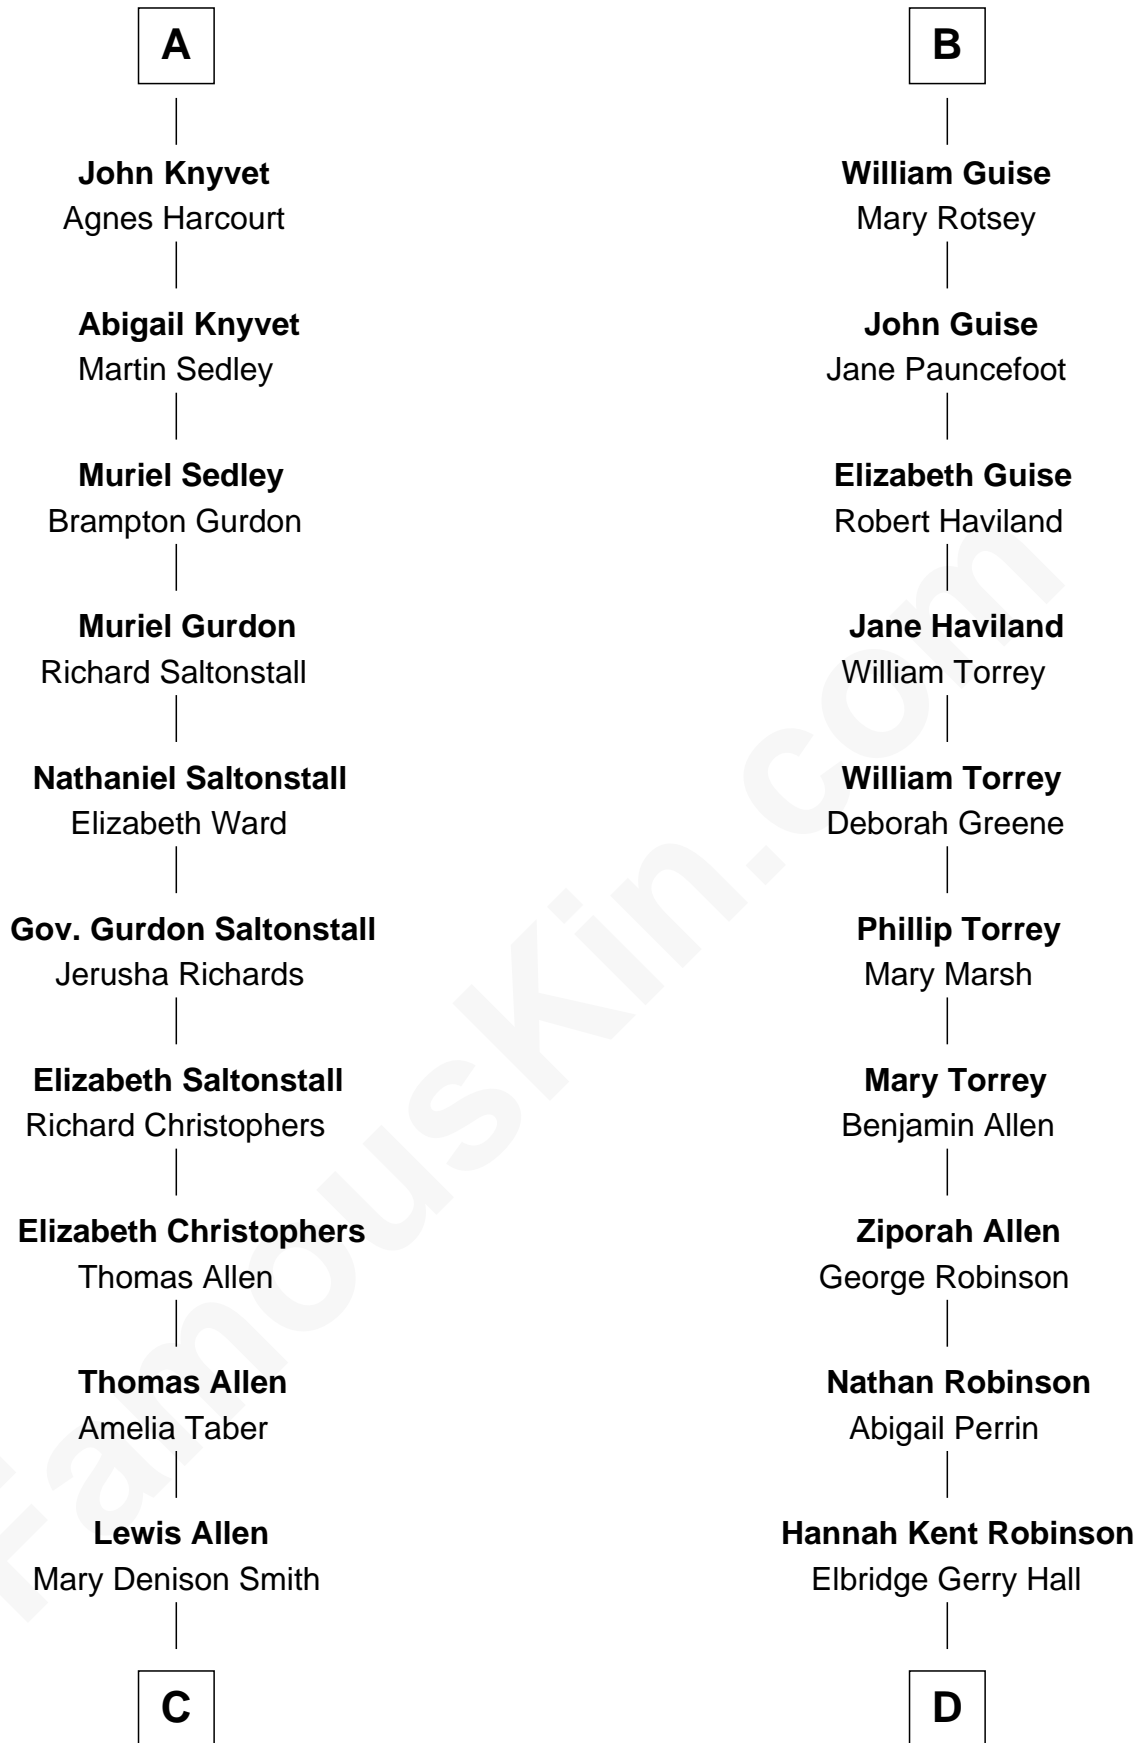 A
John Knyvet
Agnes Harcourt
Abigail Knyvet
Martin Sedley
Muriel Sedley
Brampton Gurdon
Muriel Gurdon
Richard Saltonstall
Nathaniel Saltonstall
Elizabeth Ward
Gov. Gurdon Saltonstall
Jerusha Richards
Elizabeth Saltonstall
Richard Christophers
Elizabeth Christophers
Thomas Allen
Thomas Allen
Amelia Taber
Lewis Allen
Mary Denison Smith
C
B
William Guise
Mary Rotsey
John Guise
Jane Pauncefoot
Elizabeth Guise
Robert Haviland
Jane Haviland
William Torrey
William Torrey
Deborah Greene
Phillip Torrey
Mary Marsh
Mary Torrey
Benjamin Allen
Ziporah Allen
George Robinson
Nathan Robinson
Abigail Perrin
Hannah Kent Robinson
Elbridge Gerry Hall
D
FamousKin.com